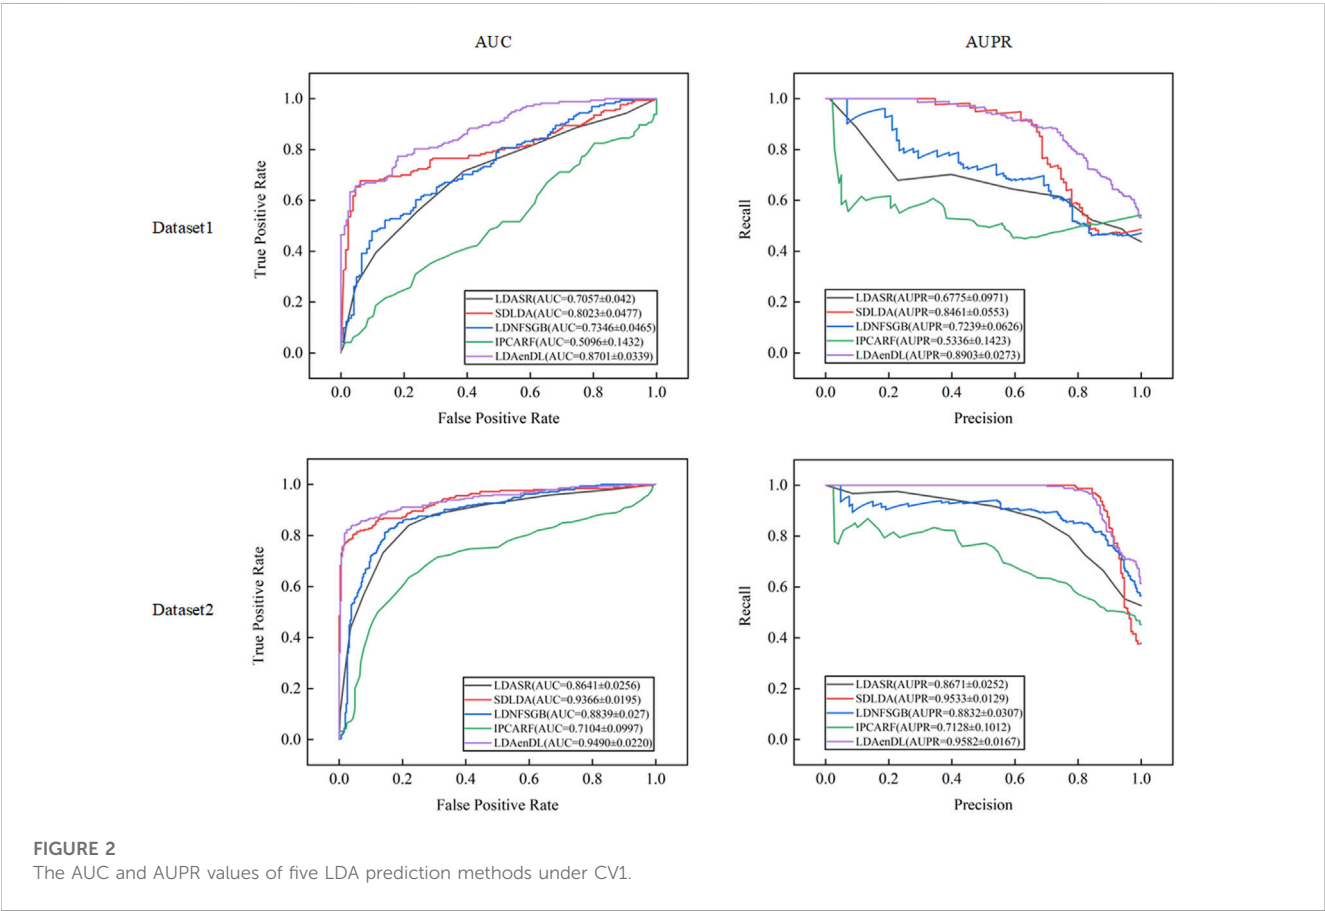 AUC
AUPR
Dataset1
True Positive Rate
1.0
0.8
0.6
0.4
0.2
0.0
LDASR(AUC=0.7057±0.042)
SDLDA(AUC=0.8023±0.0477)
LDNFSGB(AUC=0.7346±0.0465)
IPCARF(AUC=0.5096±0.1432)
LDAenDL(AUC=0.8701±0.0339)
0.0 0.2 0.4 0.6 0.8 1.0
False Positive Rate
Recall
1.0
0.8
0.6
0.4
0.2
0.0
LDASR(AUPR=0.6775±0.0971)
SDLDA(AUPR=0.8461±0.0553)
LDNFSGB(AUPR=0.7239±0.0626)
IPCARF(AUPR=0.5336±0.1423)
LDAenDL(AUPR=0.8903±0.0273)
0.0 0.2 0.4 0.6 0.8 1.0
Precision
Dataset2
True Positive Rate
1.0
0.8
0.6
0.4
0.2
0.0
LDASR(AUC=0.8641±0.0256)
SDLDA(AUC=0.9366±0.0195)
LDNFSGB(AUC=0.8839±0.027)
IPCARF(AUC=0.7104±0.0997)
LDAenDL(AUC=0.9490±0.0220)
0.0 0.2 0.4 0.6 0.8 1.0
False Positive Rate
Recall
1.0
0.8
0.6
0.4
0.2
0.0
LDASR(AUPR=0.8671±0.0252)
SDLDA(AUPR=0.9533±0.0129)
LDNFSGB(AUPR=0.8832±0.0307)
IPCARF(AUPR=0.7128±0.1012)
LDAenDL(AUPR=0.9582±0.0167)
0.0 0.2 0.4 0.6 0.8 1.0
Precision
FIGURE 2
The AUC and AUPR values of five LDA prediction methods under CV1.